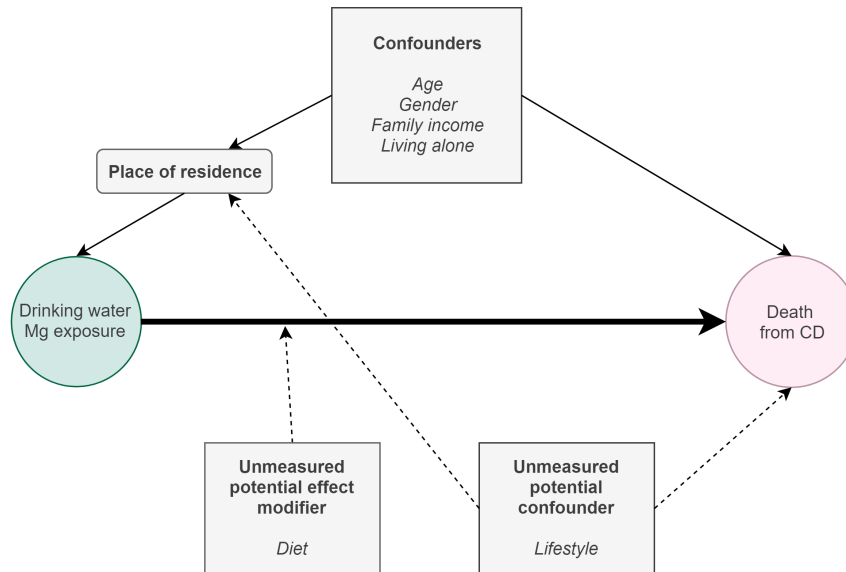 Confounders
Age
Gender
Family income
Living alone
Place of residence
Drinking water
Mg exposure
Death
from CD
Unmeasured
potential effect
modifier
Diet
Unmeasured
potential
confounder
Lifestyle